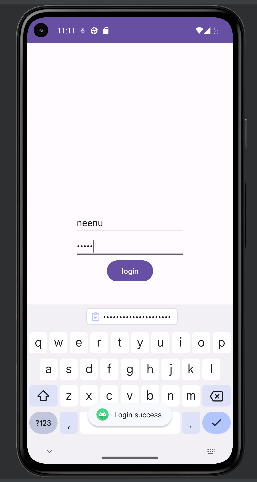 11:11
neenu
•••••
login
•••••••••••••••••••••
q w e r t y u i o p
a s d f g h j k l
z x c v b n m
?123 , .
Login success